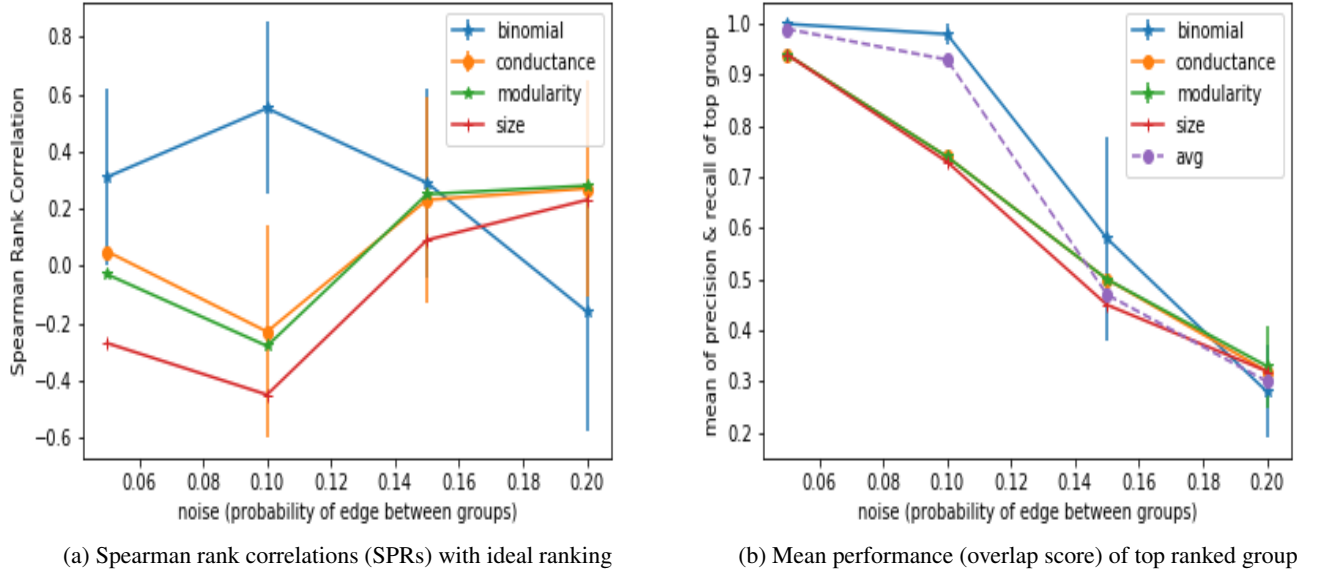 0.8
0.6
0.4
0.2
0.0
−0.2
−0.4
−0.6
Spearman Rank Correlation
binomial
conductance
modularity
size
0.06 0.08 0.10 0.12 0.14 0.16 0.18 0.20
noise (probability of edge between groups)
(a) Spearman rank correlations (SPRs) with ideal ranking
1.0
0.9
0.8
0.7
0.6
0.5
0.4
0.3
0.2
mean of precision & recall of top group
binomial
conductance
modularity
size
avg
0.06 0.08 0.10 0.12 0.14 0.16 0.18 0.20
noise (probability of edge between groups)
(b) Mean performance (overlap score) of top ranked group